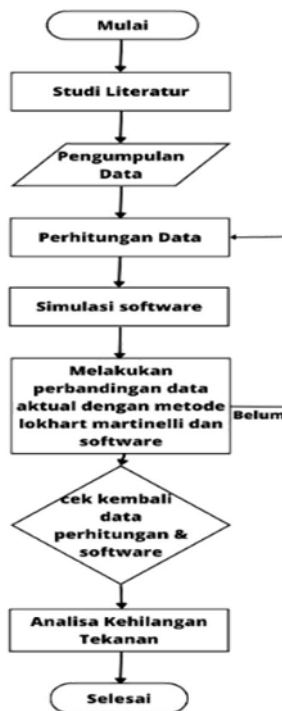 Mulai
Studi Literatur
Pengumpulan
Data
Perhitungan Data
Simulasi software
Melakukan
perbandingan data
aktual dengan metode
lokhart martinelli dan
software
Belum
cek kembali
data
perhitungan &
software
Analisa Kehilangan
Tekanan
Selesai